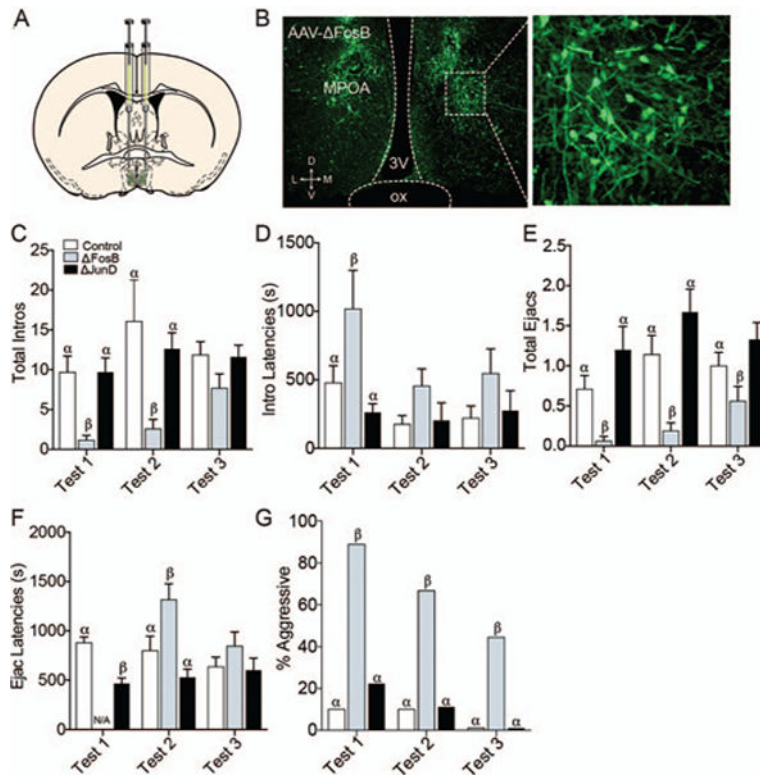 A
B
AAV-ΔFosB
MPOA
3V
ox
D
L M
V
C
Total Intros
25
20
15
10
5
0
Control
ΔFosB
ΔJunD
α
β
α
α
β
α
Test 1
Test 2
Test 3
D
Intro Latencies (s)
1500
1000
500
0
α
β
α
Test 1
Test 2
Test 3
E
Total Ejacs
2.5
2.0
1.5
1.0
0.5
0.0
α
β
α
α
β
α
α
β
α
Test 1
Test 2
Test 3
F
Ejac Latencies (s)
2000
1500
1000
500
0
α
N/A
β
α
β
α
Test 1
Test 2
Test 3
G
% Aggressive
100
80
60
40
20
0
α
β
α
α
β
α
α
β
α
Test 1
Test 2
Test 3